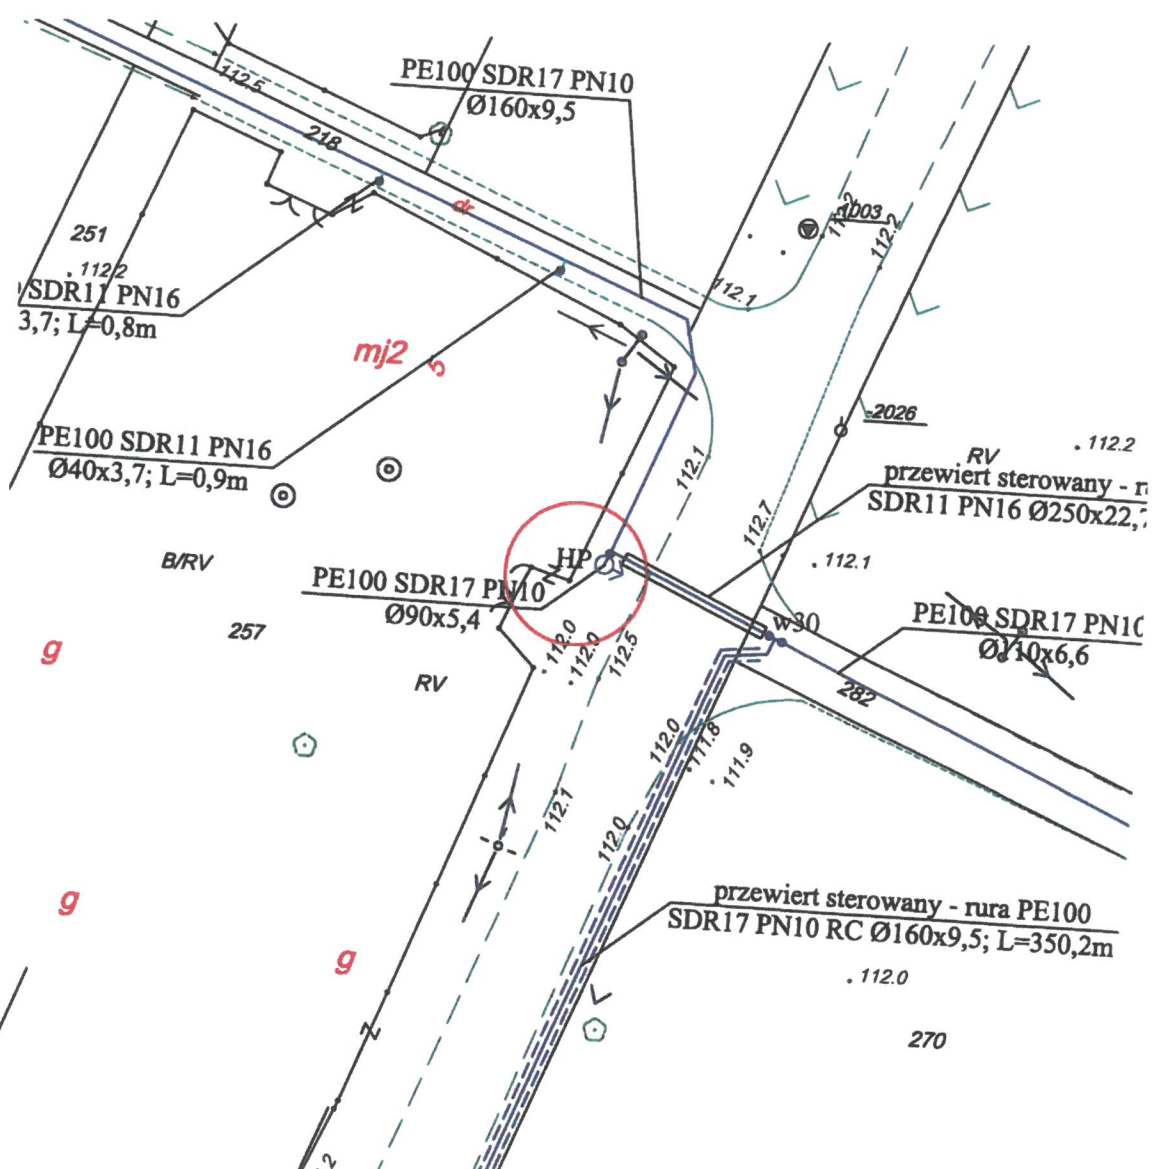 PE100 SDR17 PN10
Ø160x9,5
112.5
218
dr
1003
112.2
112.2
251
112.2
SDR11 PN16
3,7; L=0,8m
112.1
mj2
5
2026
112.2
RV
PE100 SDR11 PN16
Ø40x3,7; L=0,9m
112.1
przewiert sterowany -
SDR11 PN16 Ø250x22,
112.7
B/RV
HP
112.1
PE100 SDR17 PN10
Ø90x5,4
PE100 SDR17 PN10
Ø110x6,6
w30
257
g
112.0
112.0
112.5
RV
282
112.0
111.8
111.9
112.1
112.0
g
g
przewiert sterowany - rura PE100
SDR17 PN10 RC Ø160x9,5; L=350,2m
112.0
270
z